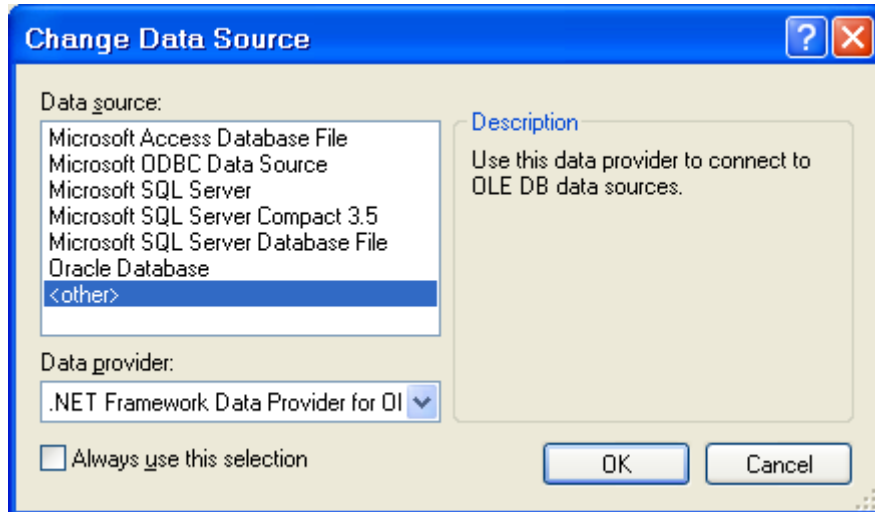 Change Data Source
Data source:
Microsoft Access Database File
Microsoft ODBC Data Source
Microsoft SQL Server
Microsoft SQL Server Compact 3.5
Microsoft SQL Server Database File
Oracle Database
<other>
Description
Use this data provider to connect to
OLE DB data sources.
Data provider:
.NET Framework Data Provider for Ol
Always use this selection
OK
Cancel